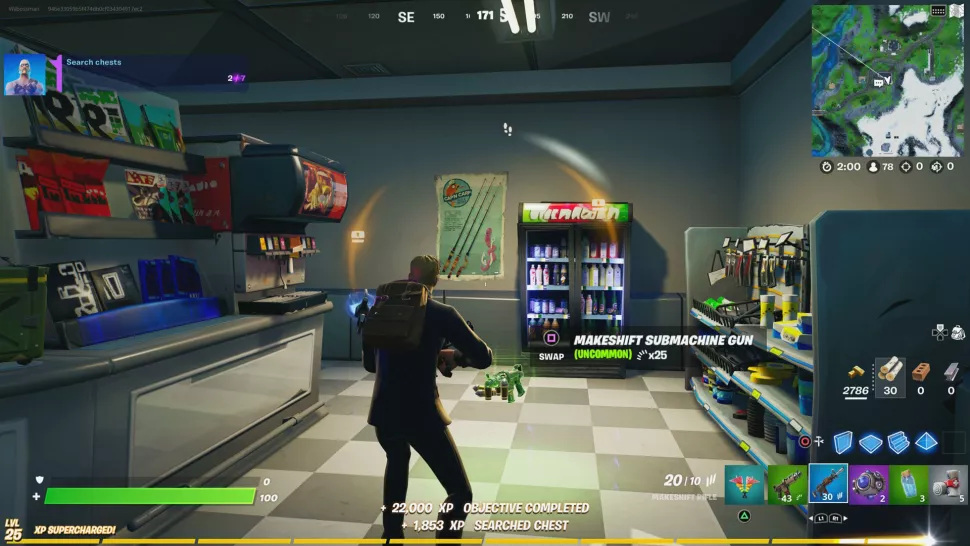 120 SE 150 171 210 SW
Search chests
2 7
2:00 78 0 0
MAKESHIFT SUBMACHINE GUN
SWAP (UNCOMMON) x25
2786 30 0 0
43 30 2 3 5
20/10
MAKESHIFT RIFLE
L1 R1
0
100
+ 22,000 XP OBJECTIVE COMPLETED
+ 1,853 XP SEARCHED CHEST
LVL
25
XP SUPERCHARGED!